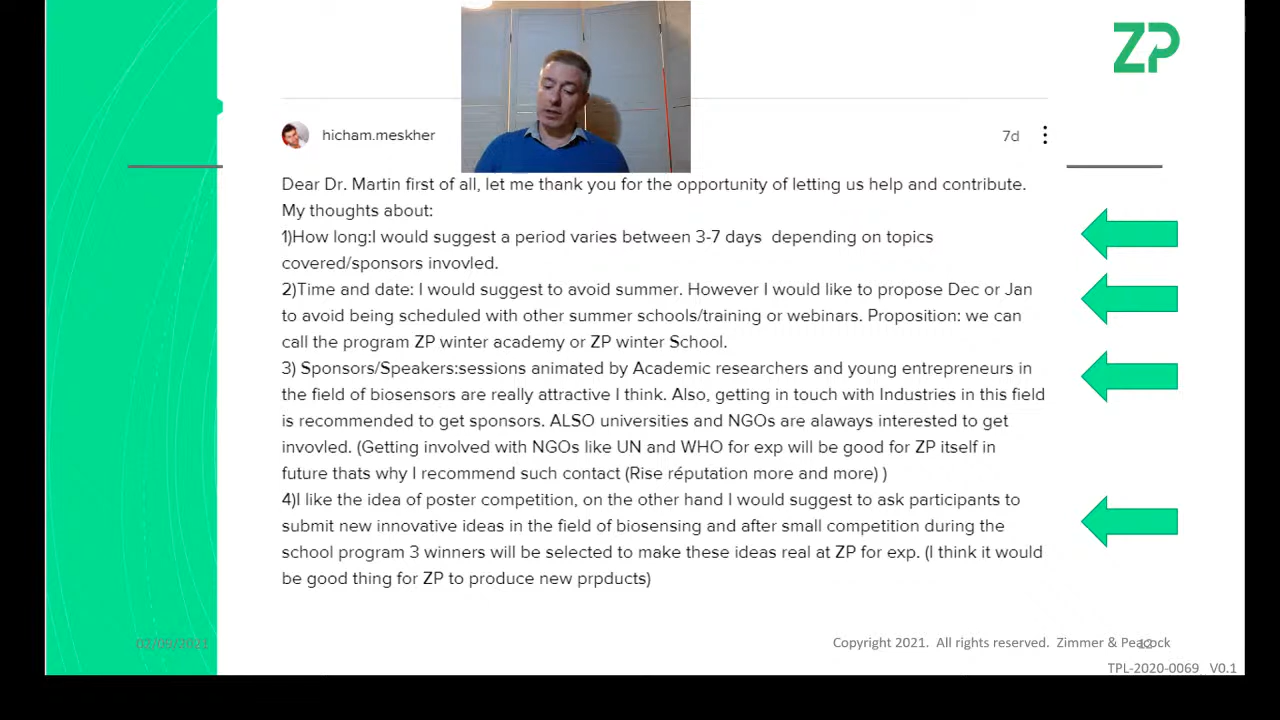 ZP
hicham.meskher
7d
Dear Dr. Martin first of all, let me thank you for the opportunity of letting us help and contribute.
My thoughts about:
1)How long:I would suggest a period varies between 3-7 days  depending on topics
covered/sponsors invovled.
2)Time and date: I would suggest to avoid summer. However I would like to propose Dec or Jan
to avoid being scheduled with other summer schools/training or webinars. Proposition: we can
call the program ZP winter academy or ZP winter School.
3) Sponsors/Speakers:sessions animated by Academic researchers and young entrepreneurs in
the field of biosensors are really attractive I think. Also, getting in touch with Industries in this field
is recommended to get sponsors. ALSO universities and NGOs are alaways interested to get
invovled. (Getting involved with NGOs like UN and WHO for exp will be good for ZP itself in
future thats why I recommend such contact (Rise réputation more and more) )
4)I like the idea of poster competition, on the other hand I would suggest to ask participants to
submit new innovative ideas in the field of biosensing and after small competition during the
school program 3 winners will be selected to make these ideas real at ZP for exp. (I think it would
be good thing for ZP to produce new prpducts)
02/09/2021
Copyright 2021.  All rights reserved.  Zimmer & Peacock
TPL-2020-0069   V0.1